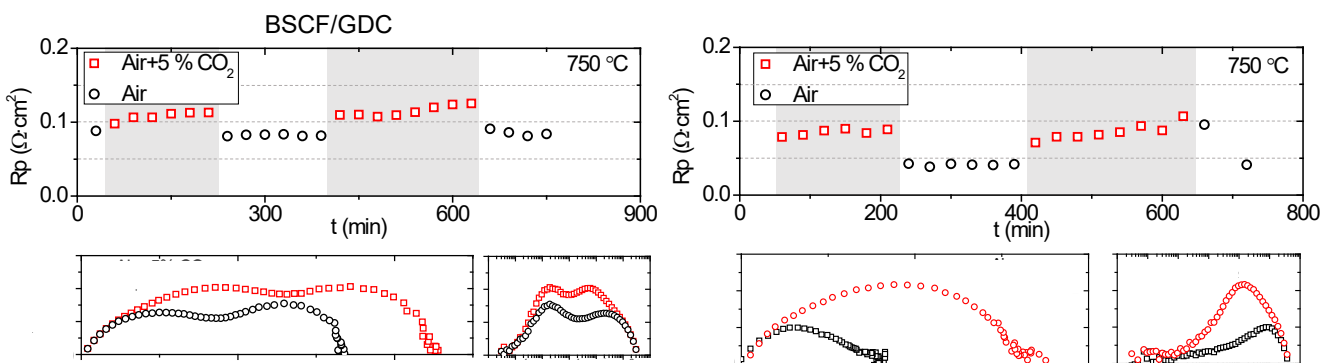 BSCF/GDC
0.2
Air+5 % CO₂
Air
750 °C
0.1
0.0
Rp (Ω·cm²)
0 300 600 900
t (min)
0.2
Air+5 % CO₂
Air
750 °C
0.1
0.0
Rp (Ω·cm²)
0 200 400 600 800
t (min)